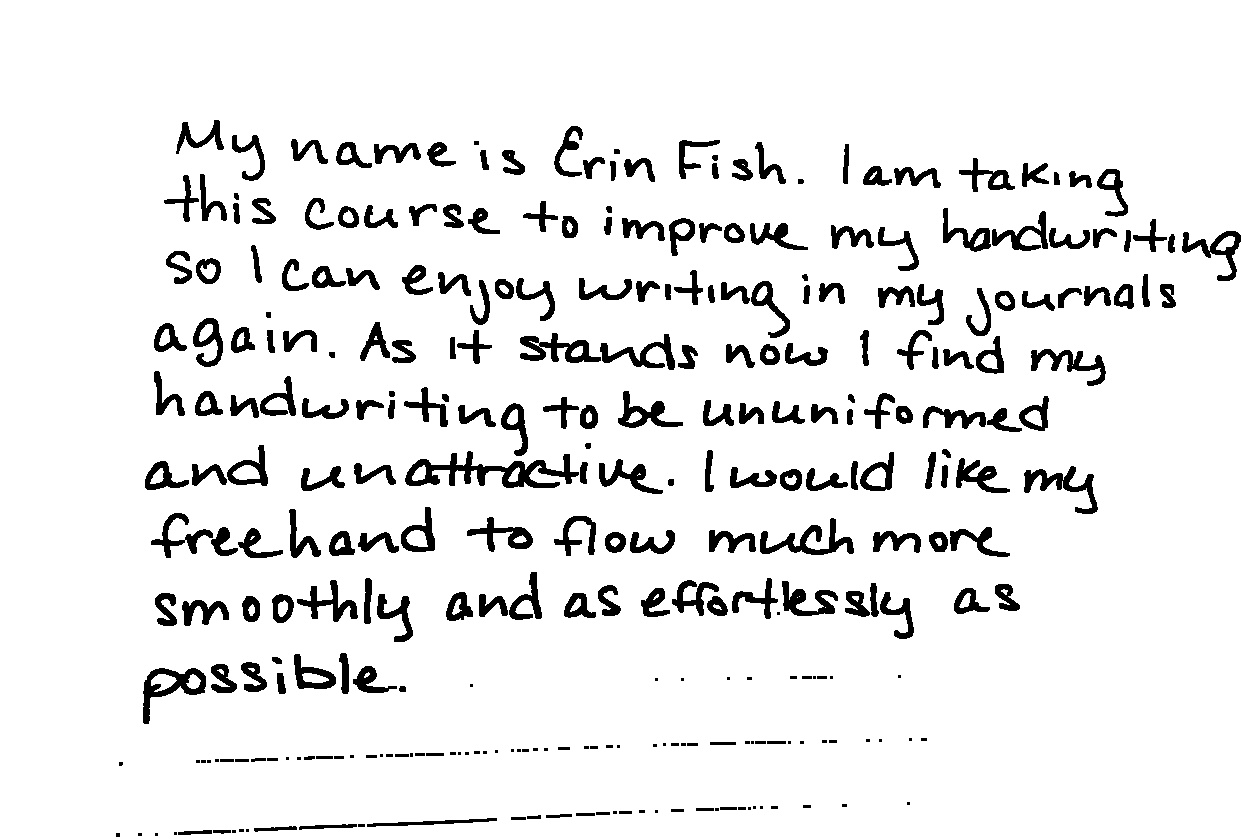 My name is Erin Fish. I am taking
this course to improve my handwriting
so I can enjoy writing in my journals
again. As it stands now I find my
handwriting to be ununiformed
and unattractive. I would like my
freehand to flow much more
smoothly and as effortlessly as
possible.